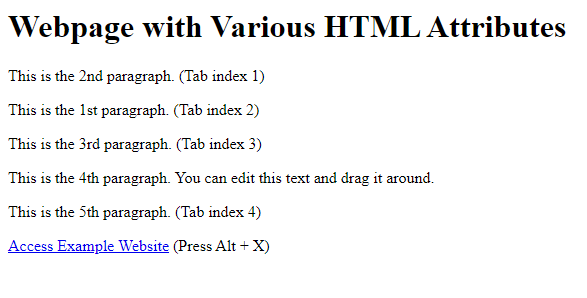 Webpage with Various HTML Attributes
This is the 2nd paragraph. (Tab index 1)
This is the 1st paragraph. (Tab index 2)
This is the 3rd paragraph. (Tab index 3)
This is the 4th paragraph. You can edit this text and drag it around.
This is the 5th paragraph. (Tab index 4)
Access Example Website (Press Alt + X)